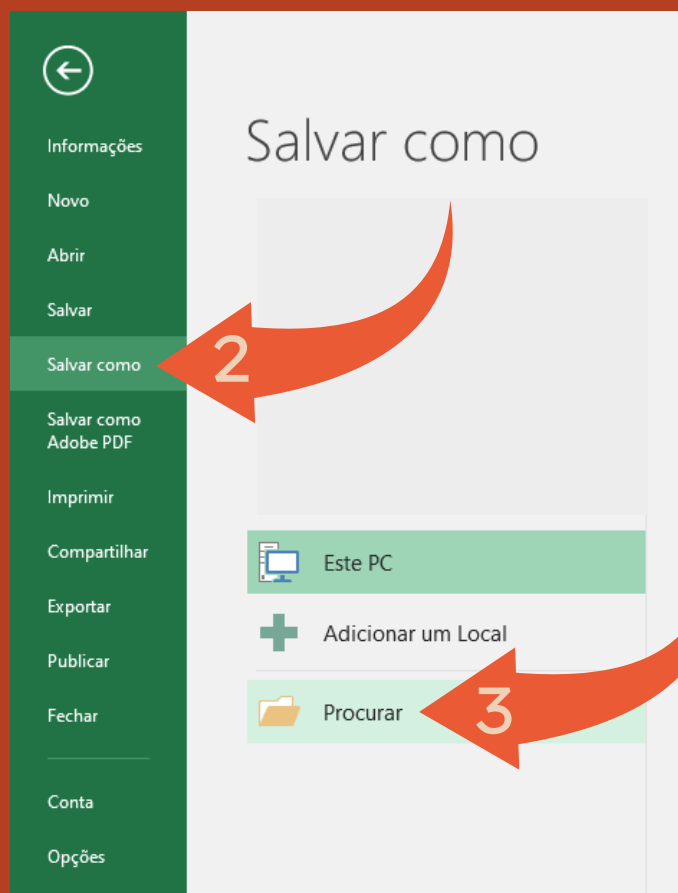 Informações
Novo
Abrir
Salvar
Salvar como
Salvar como
Adobe PDF
Imprimir
Compartilhar
Exportar
Publicar
Fechar
Conta
Opções
Salvar como
2
Este PC
Adicionar um Local
Procurar
3